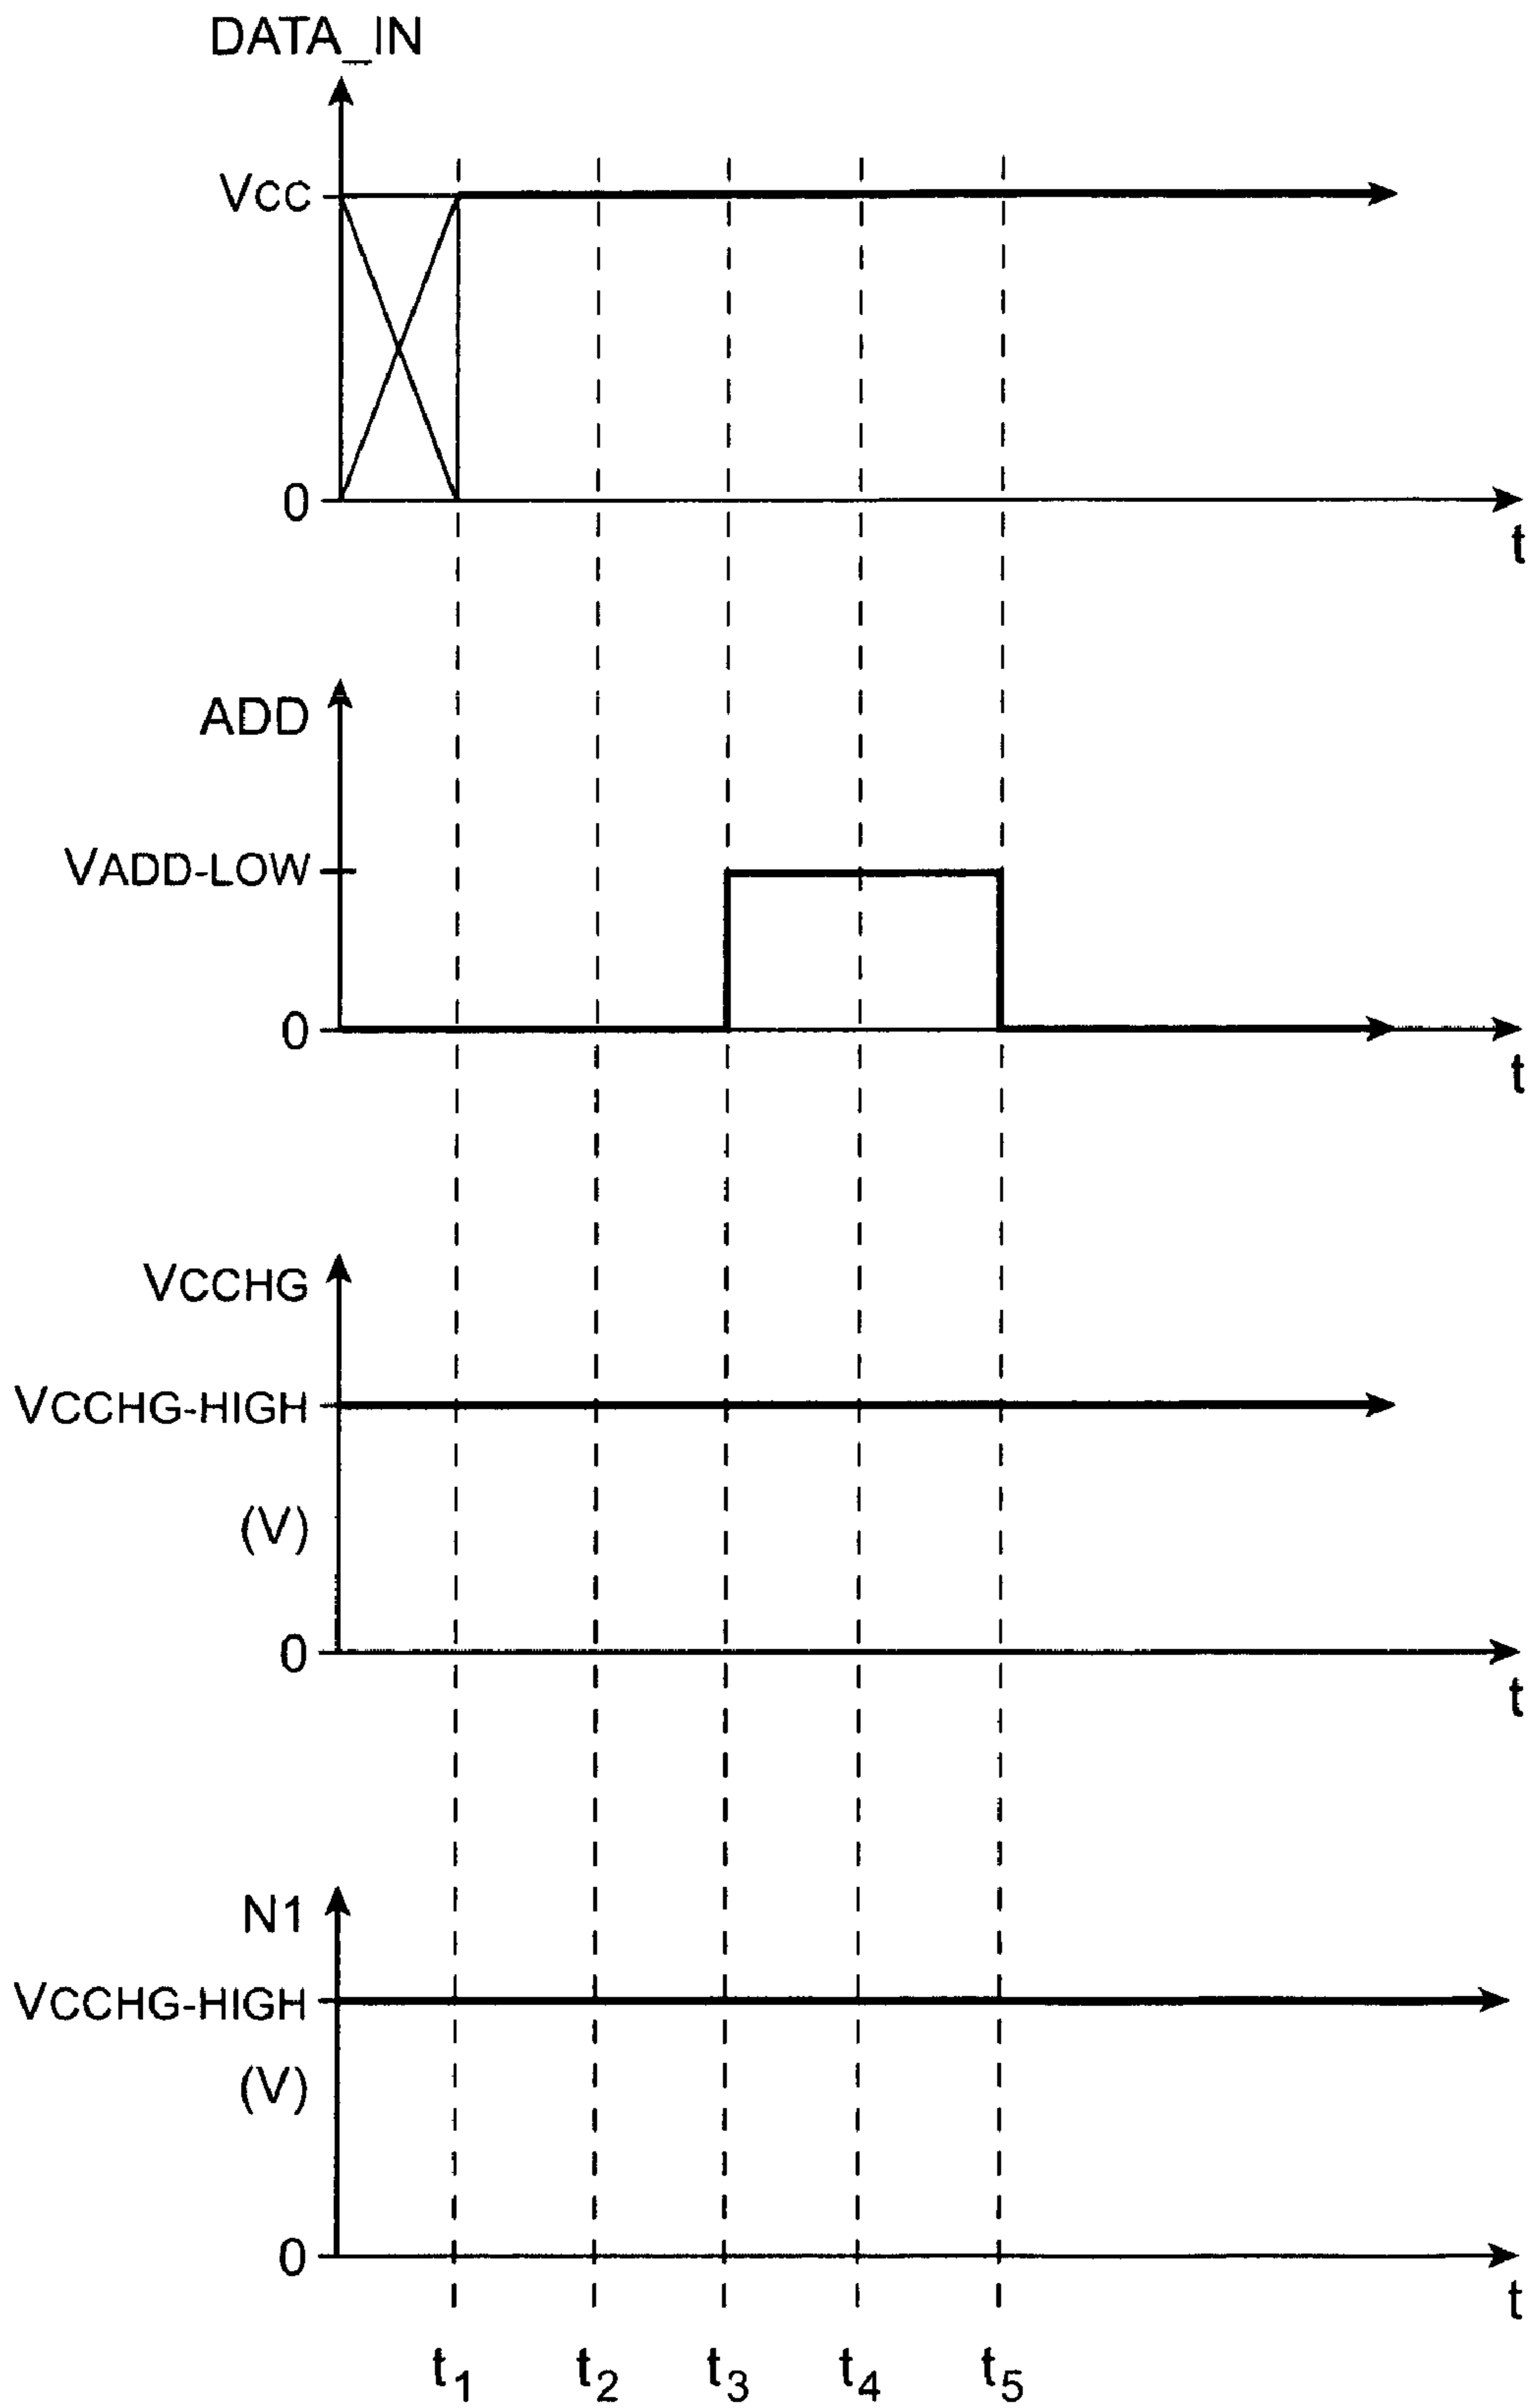 DATA_IN
VCC
0
t
ADD
VADD-LOW
0
t
VCCHG
VCCHG-HIGH
(V)
0
t
N1
VCCHG-HIGH
(V)
0
t
t1 t2 t3 t4 t5